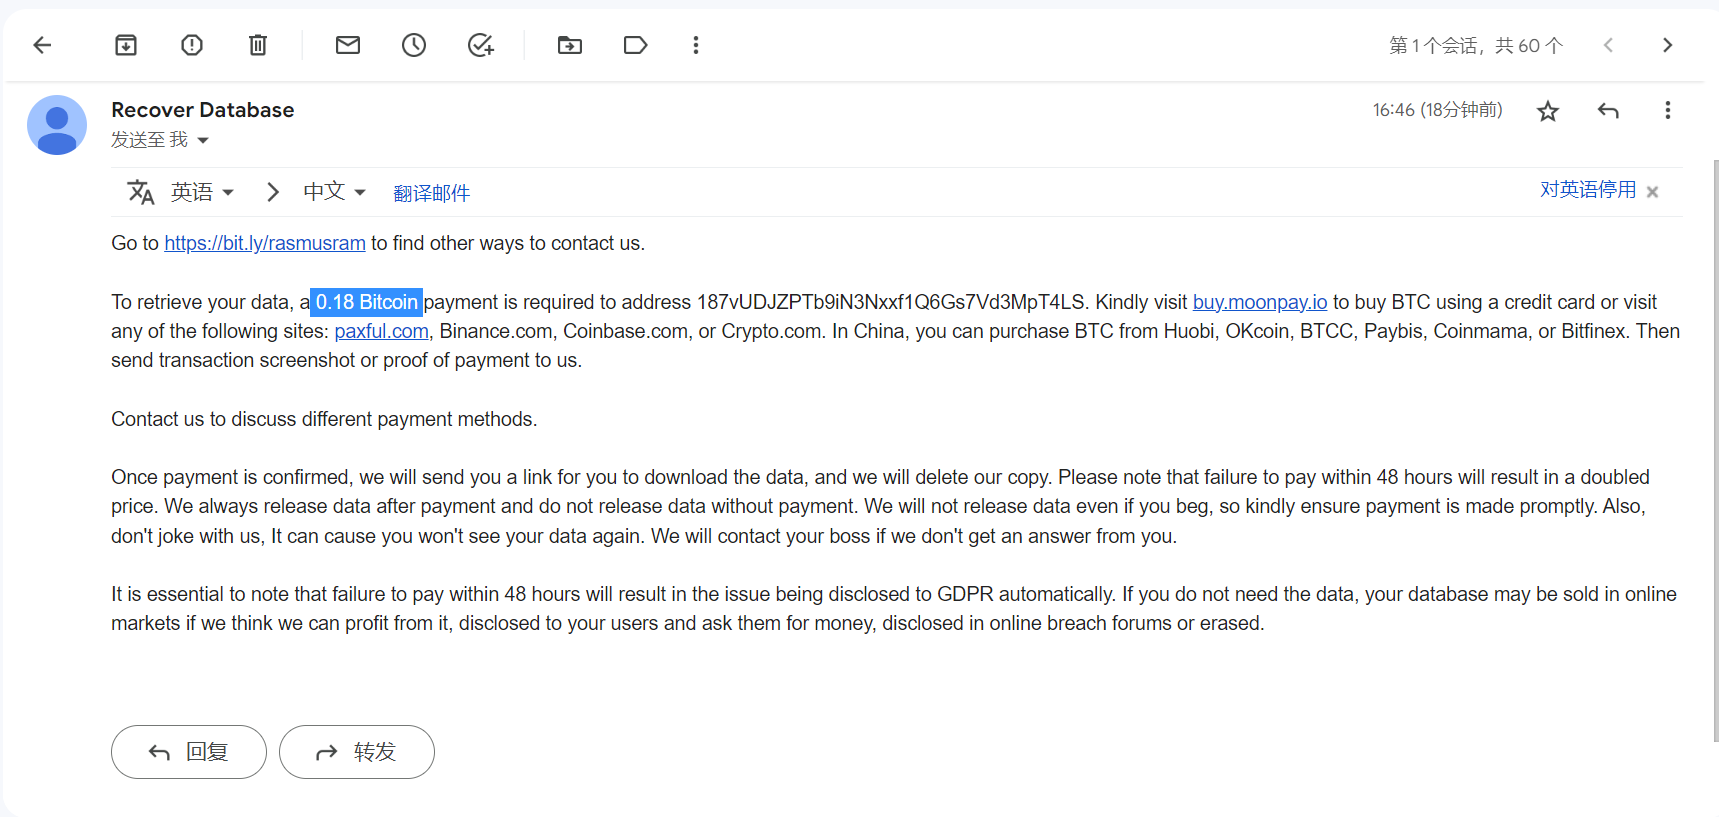 第 1 个会话，共 60 个
Recover Database
16:46 (18分钟前)
发送至 我
英语 中文 翻译邮件 对英语停用
Go to https://bit.ly/rasmusram to find other ways to contact us.
To retrieve your data, a 0.18 Bitcoin payment is required to address 187vUDJZPTb9iN3Nxxf1Q6Gs7Vd3MpT4LS. Kindly visit buy.moonpay.io to buy BTC using a credit card or visit
any of the following sites: paxful.com, Binance.com, Coinbase.com, or Crypto.com. In China, you can purchase BTC from Huobi, OKcoin, BTCC, Paybis, Coinmama, or Bitfinex. Then
send transaction screenshot or proof of payment to us.
Contact us to discuss different payment methods.
Once payment is confirmed, we will send you a link for you to download the data, and we will delete our copy. Please note that failure to pay within 48 hours will result in a doubled
price. We always release data after payment and do not release data without payment. We will not release data even if you beg, so kindly ensure payment is made promptly. Also,
don't joke with us, It can cause you won't see your data again. We will contact your boss if we don't get an answer from you.
It is essential to note that failure to pay within 48 hours will result in the issue being disclosed to GDPR automatically. If you do not need the data, your database may be sold in online
markets if we think we can profit from it, disclosed to your users and ask them for money, disclosed in online breach forums or erased.
回复 转发